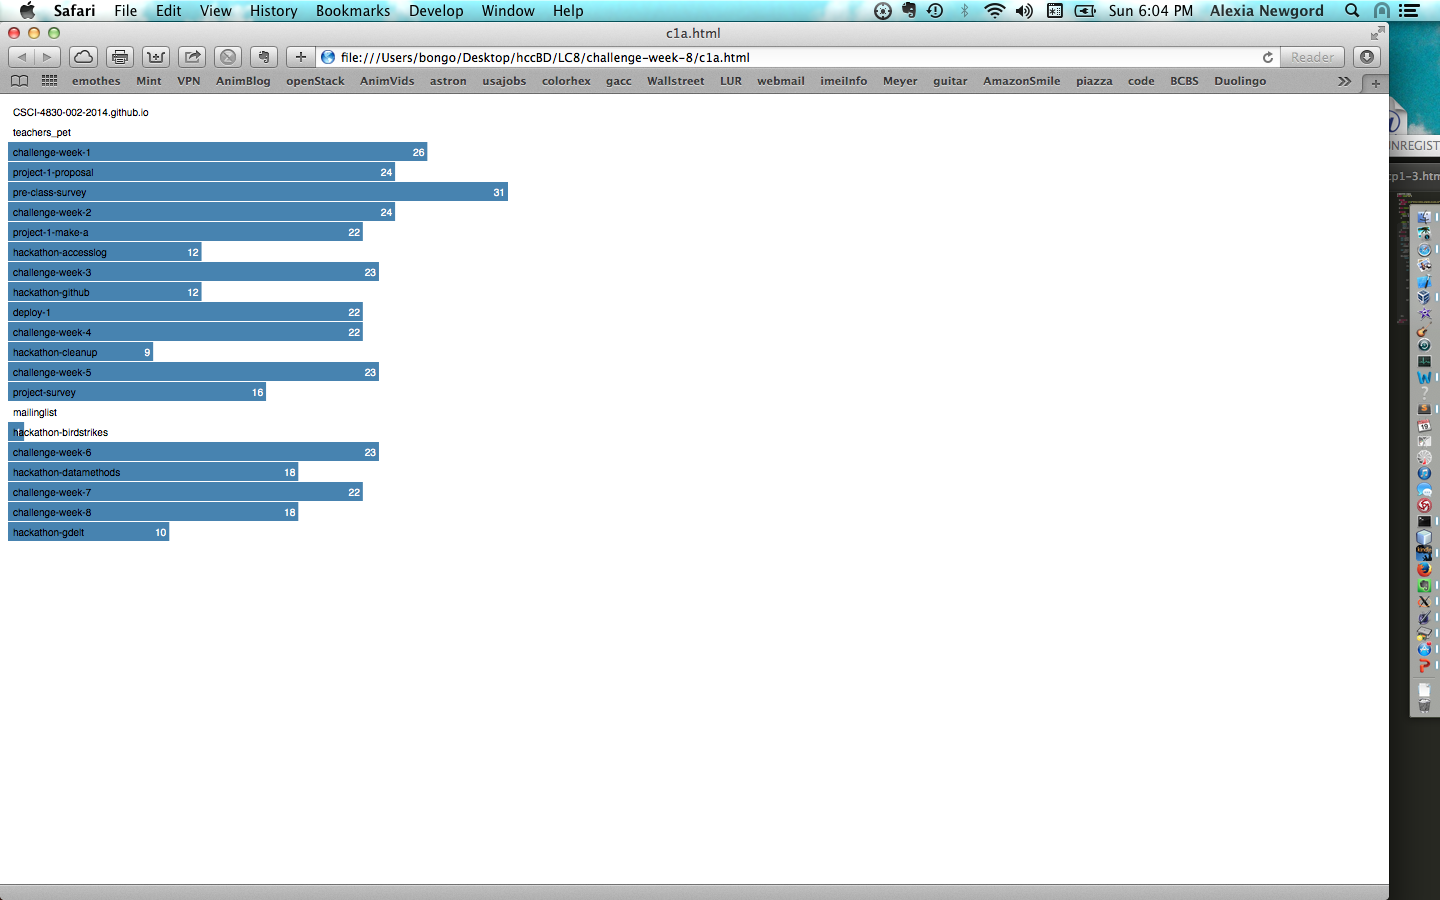 Safari File Edit View History Bookmarks Develop Window Help Sun 6:04 PM Alexia Newgord
c1a.html
file:///Users/bongo/Desktop/hccBD/LC8/challenge-week-8/c1a.html Reader
emothes Mint VPN AnimBlog openStack AnimVids astron usajobs colorhex gacc Wallstreet LUR webmail imeiInfo Meyer guitar AmazonSmile piazza code BCBS Duolingo
CSCI-4830-002-2014.github.io
teachers_pet
challenge-week-1 26
project-1-proposal 24
pre-class-survey 31
challenge-week-2 24
project-1-make-a 22
hackathon-accesslog 12
challenge-week-3 23
hackathon-github 12
deploy-1 22
challenge-week-4 22
hackathon-cleanup 9
challenge-week-5 23
project-survey 16
mailinglist
hackathon-birdstrikes
challenge-week-6 23
hackathon-datamethods 18
challenge-week-7 22
challenge-week-8 18
hackathon-gdelt 10
NREGIST
cp1-3.htm